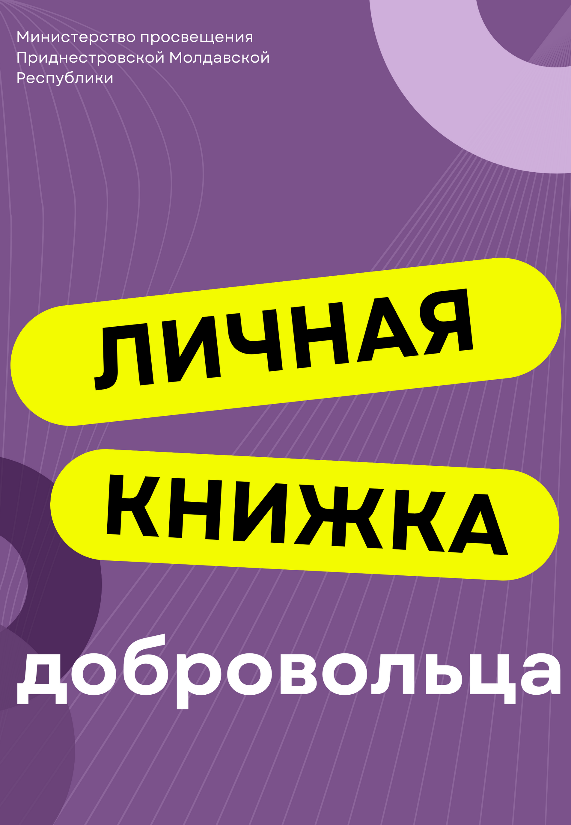 Министерство просвещения
Приднестровской Молдавской
Республики
ЛИЧНАЯ
КНИЖКА
добровольца